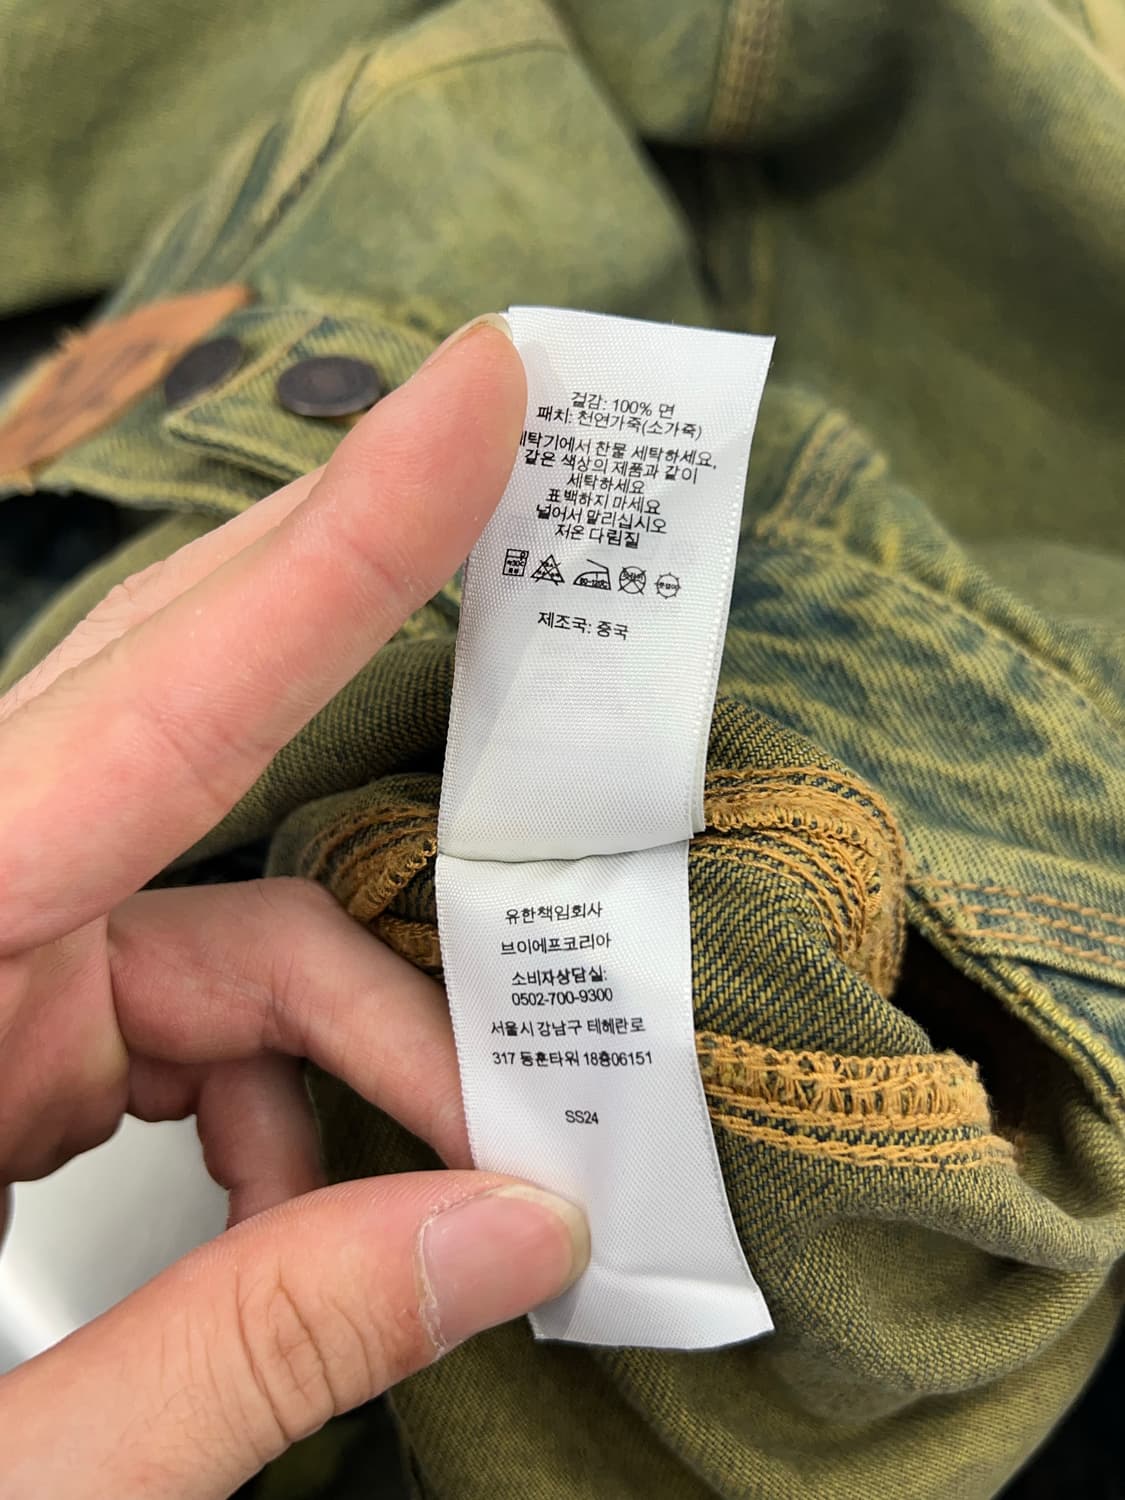 겉감: 100% 면
패치: 천연가죽(소가죽)
세탁기에서 찬물 세탁하세요,
같은 색상의 제품과 같이
세탁하세요
표백하지 마세요
널어서 말리십시오
저온 다림질
제조국: 중국
유한책임회사
브이에프코리아
소비자상담실:
0502-700-9300
서울시 강남구 테헤란로
317 동훈타워 18층06151
SS24